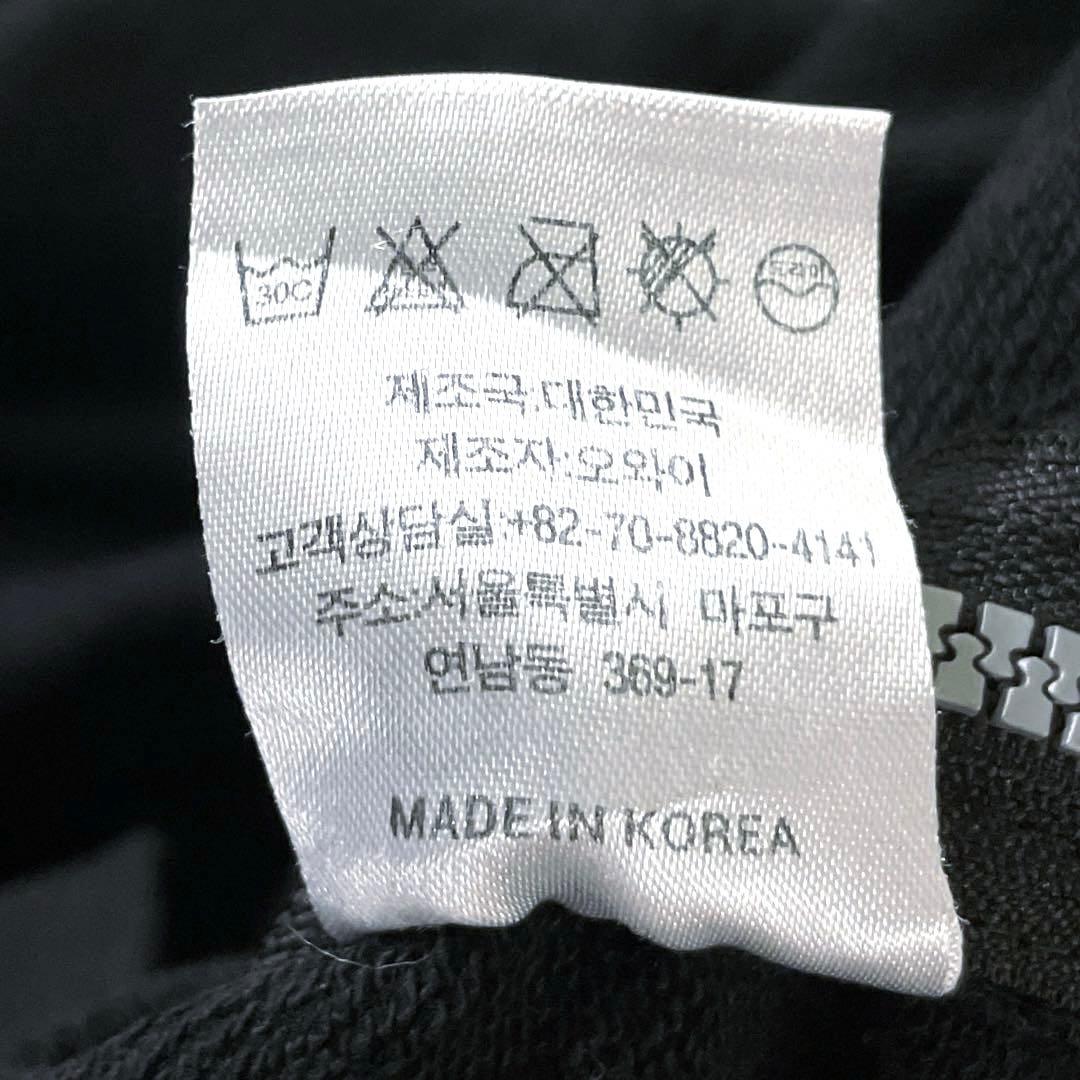 30C
드라이
제조국:대한민국
제조자:오와이
고객상담실:+82-70-8820-4141
주소:서울특별시 마포구
연남동 369-17
MADE IN KOREA